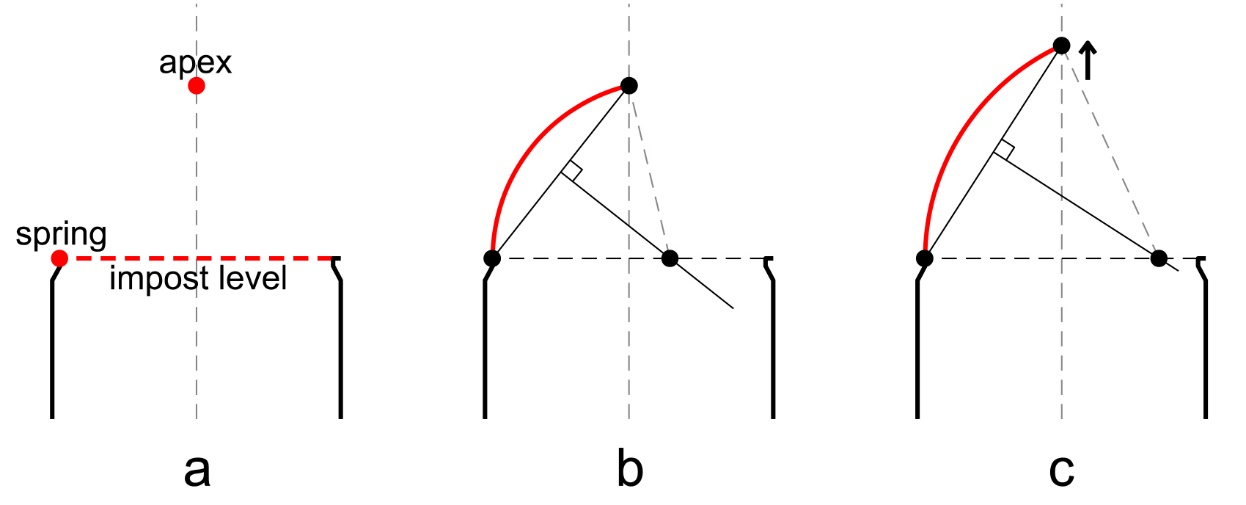 apex
spring
impost level
a
b
c